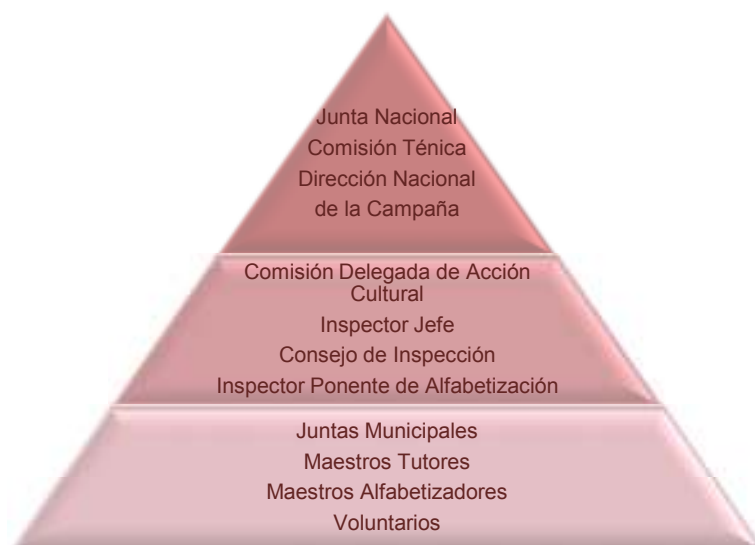 Junta Nacional
Comisión Ténica
Dirección Nacional
de la Campaña
Comisión Delegada de Acción
Cultural
Inspector Jefe
Consejo de Inspección
Inspector Ponente de Alfabetización
Juntas Municipales
Maestros Tutores
Maestros Alfabetizadores
Voluntarios